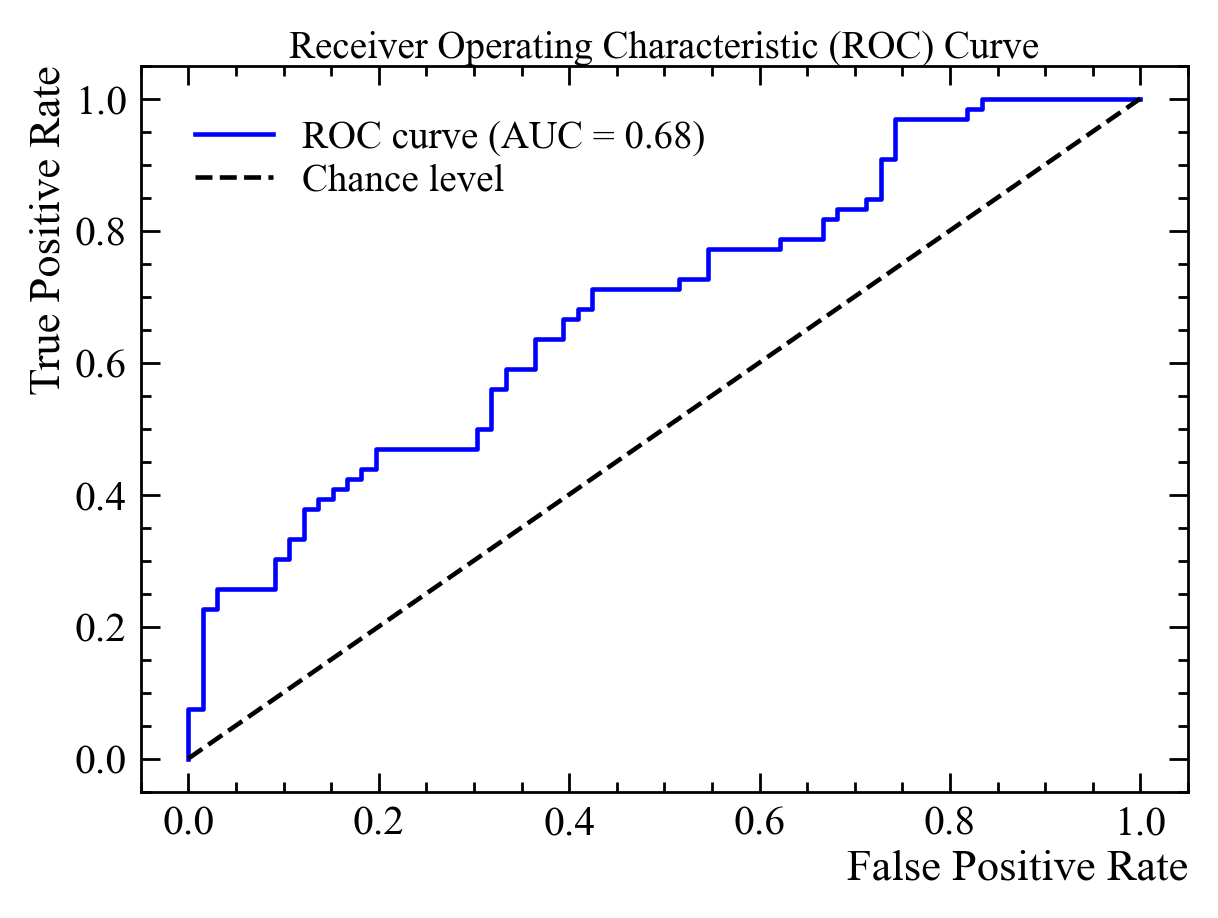 Receiver Operating Characteristic (ROC) Curve
True Positive Rate
1.0
0.8
0.6
0.4
0.2
0.0
ROC curve (AUC = 0.68)
Chance level
0.0 0.2 0.4 0.6 0.8 1.0
False Positive Rate